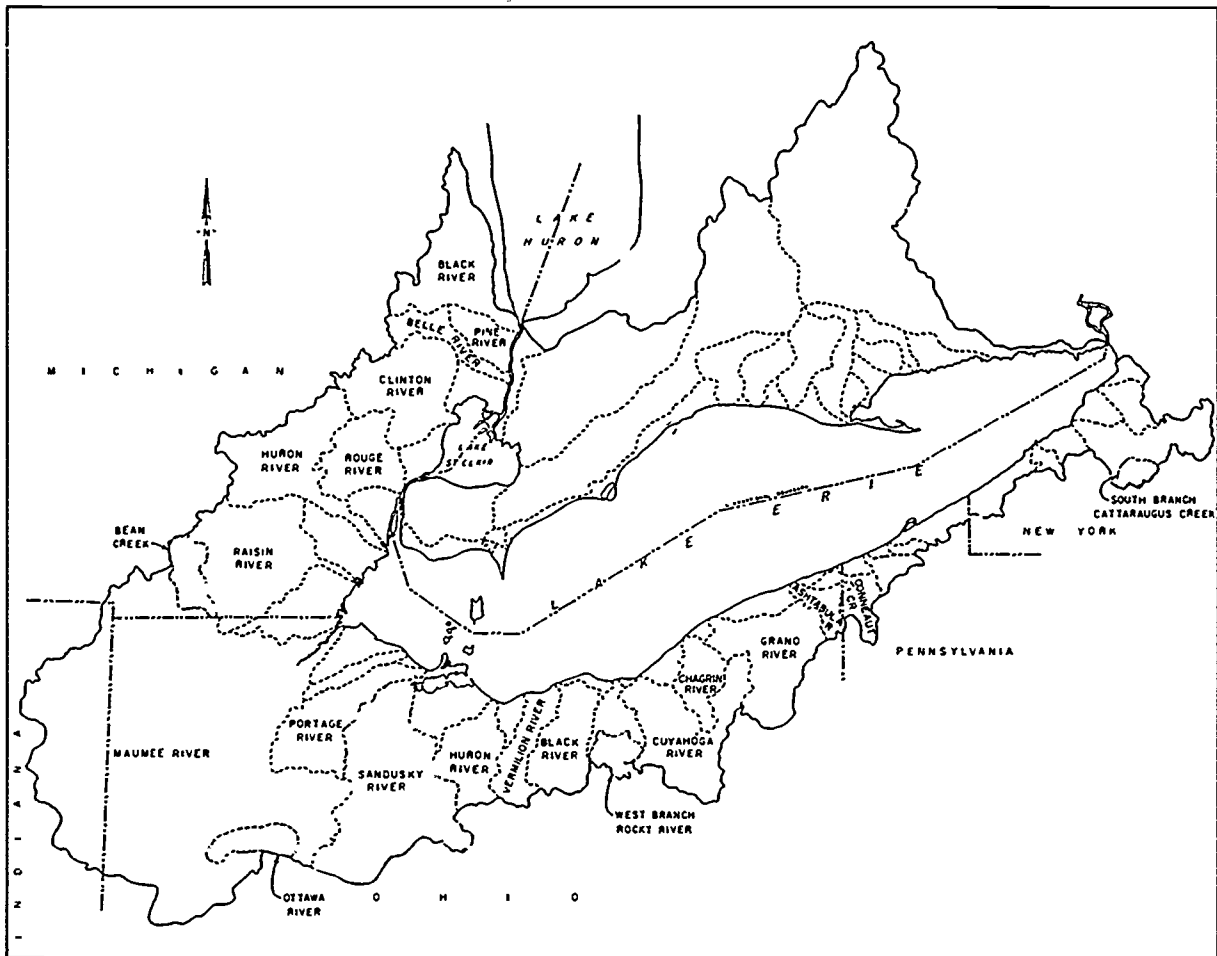 LAKE
HURON
N
BLACK
RIVER
BELLE RIVER
PINE
RIVER
MICHIGAN
CLINTON
RIVER
HURON
RIVER
ROUGE
RIVER
LAKE
ST CLAIR
LAKE ERIE
SOUTH BRANCH
CATTARAUGUS CREEK
NEW YORK
BEAN
CREEK
RAISIN
RIVER
ASHTABULA R.
CONNEAUT
CR
GRAND
RIVER
PENNSYLVANIA
CHAGRIN
RIVER
PORTAGE
RIVER
MAUMEE RIVER
HURON
RIVER
VERMILION RIVER
BLACK
RIVER
CUYAHOGA
RIVER
SANDUSKY
RIVER
WEST BRANCH
ROCKY RIVER
INDIANA
OTTAWA
RIVER
OHIO